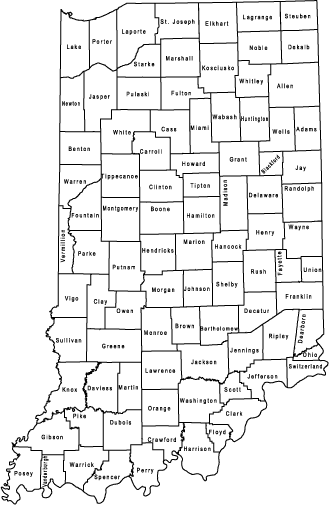 St. Joseph
Lagrange
Steuben
Laporte
Elkhart
Porter
Lake
Noble
Dekalb
Marshall
Starke
Kosciusko
Whitley
Allen
Pulaski
Fulton
Jasper
Newton
Wabash
Huntington
Miami
Cass
White
Wells
Adams
Benton
Carroll
Grant
Howard
Blackford
Jay
Tippecanoe
Warren
Clinton
Tipton
Madison
Delaware
Randolph
Montgomery
Boone
Fountain
Hamilton
Wayne
Henry
Vermillion
Hendricks
Marion
Hancock
Parke
Putnam
Rush
Fayette
Union
Morgan
Johnson
Shelby
Vigo
Clay
Owen
Franklin
Decatur
Monroe
Brown
Bartholomew
Dearborn
Sullivan
Greene
Ripley
Jennings
Ohio
Jackson
Switzerland
Lawrence
Jefferson
Knox
Daviess
Martin
Scott
Washington
Orange
Clark
Pike
Dubois
Floyd
Gibson
Crawford
Harrison
Warrick
Perry
Posey
Vunderburgh
Spencer